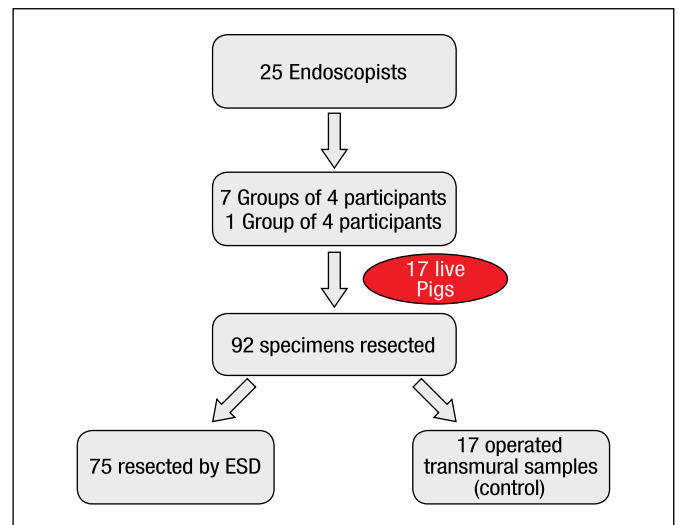 25 Endoscopists
7 Groups of 4 participants
1 Group of 4 participants
17 live
Pigs
92 specimens resected
75 resected by ESD
17 operated
transmural samples
(control)